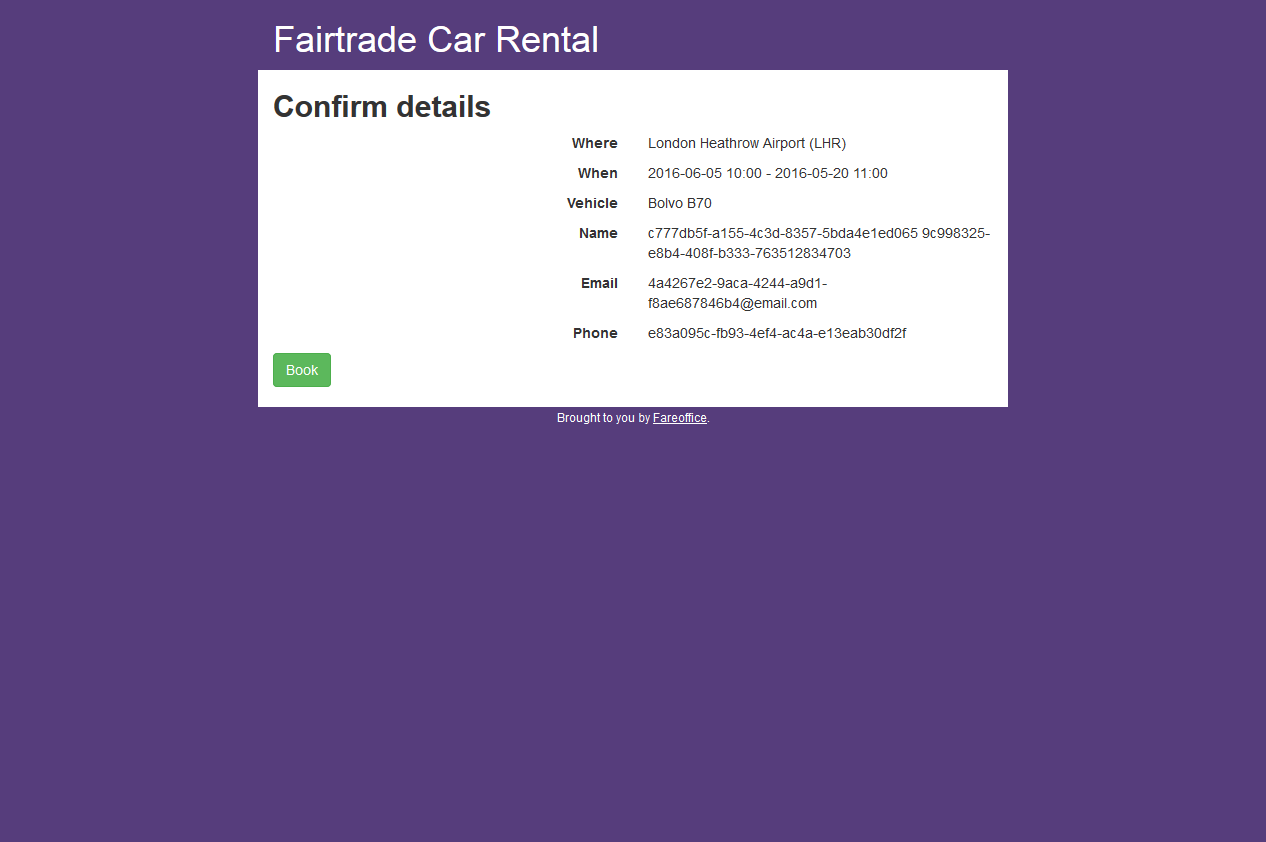 Fairtrade Car Rental
Confirm details
Where London Heathrow Airport (LHR)
When 2016-06-05 10:00 - 2016-05-20 11:00
Vehicle Bolvo B70
Name c777db5f-a155-4c3d-8357-5bda4e1ed065 9c998325-
e8b4-408f-b333-763512834703
Email 4a4267e2-9aca-4244-a9d1-
f8ae687846b4@email.com
Phone e83a095c-fb93-4ef4-ac4a-e13eab30df2f
Book
Brought to you by Fareoffice.